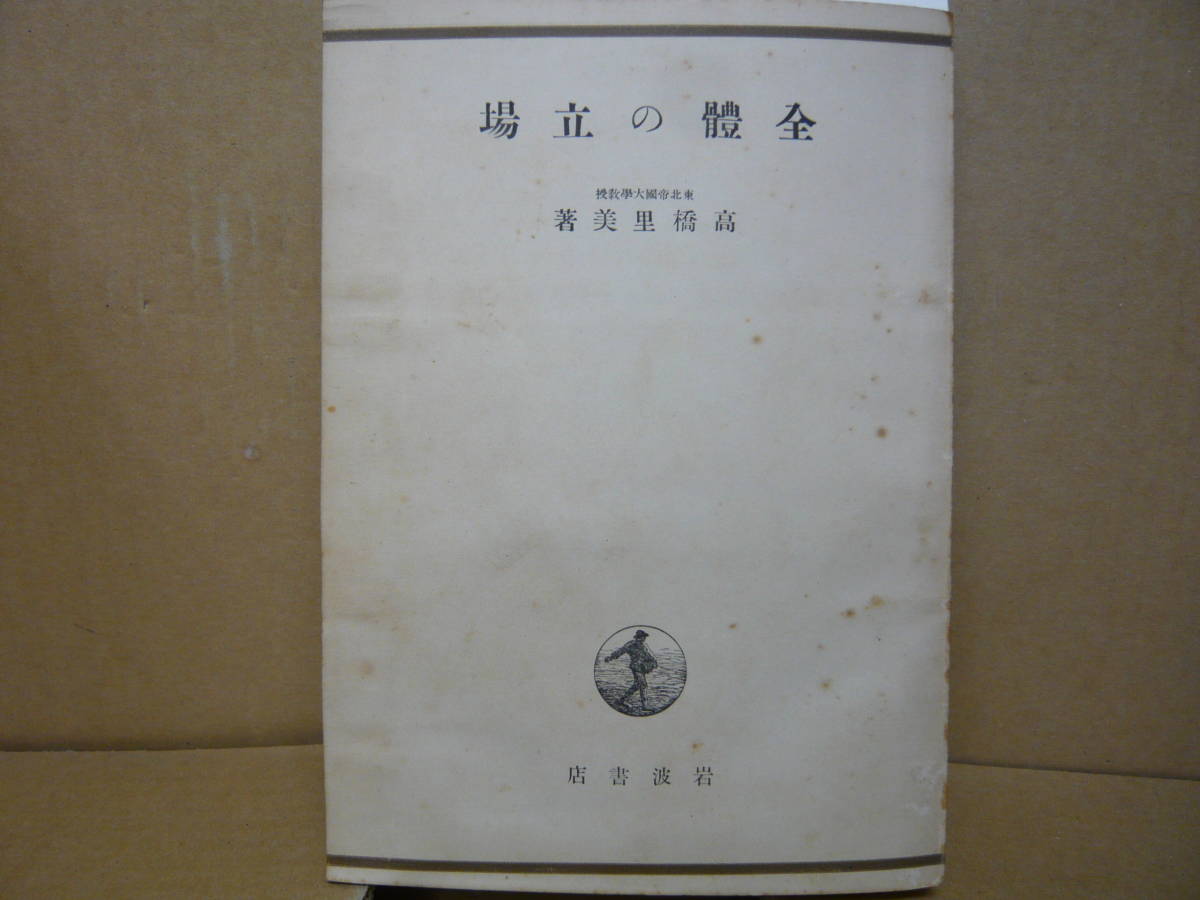 全體の立場
東北帝國大學教授
高橋里美著
岩波書店